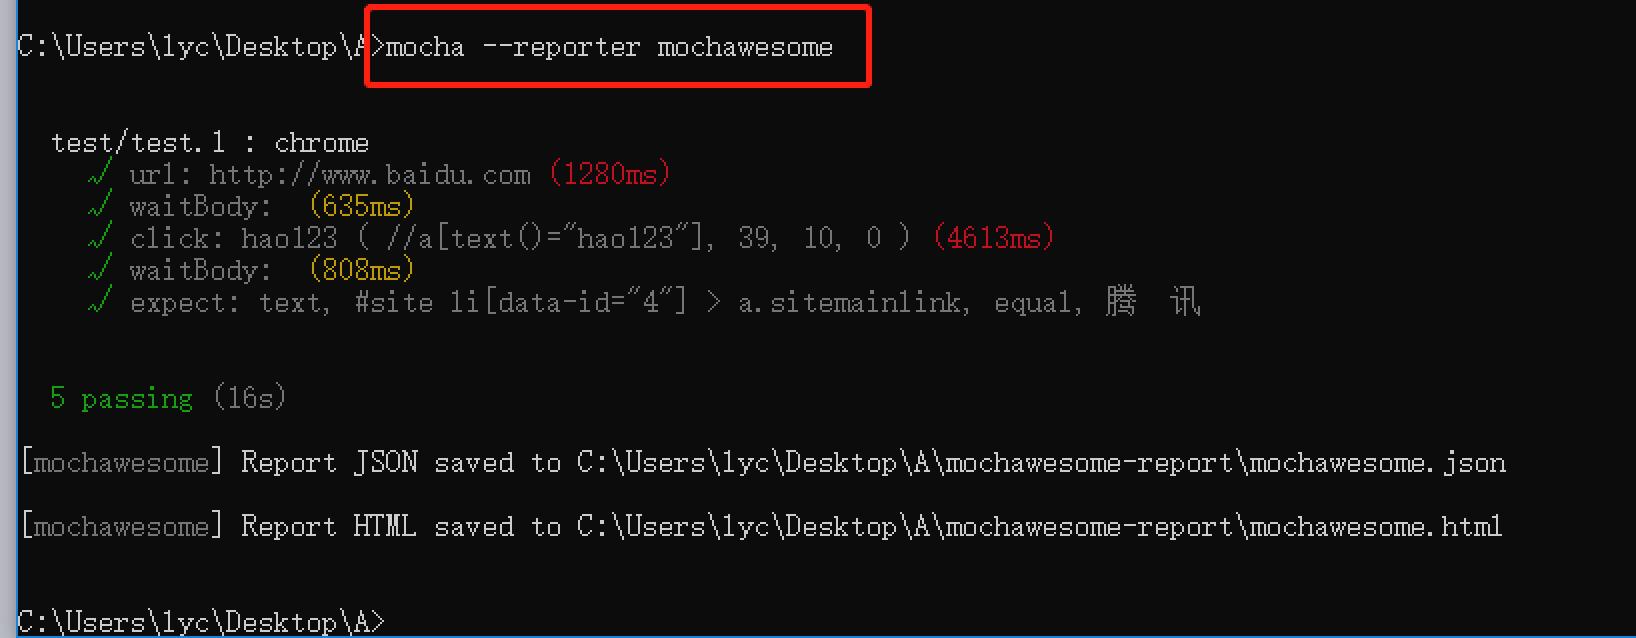 C:\Users\lyc\Desktop\A>mocha --reporter mochawesome
test/test.1 : chrome
√ url: http://www.baidu.com (1280ms)
√ waitBody: (635ms)
√ click: hao123 ( //a[text()="hao123"], 39, 10, 0 ) (4613ms)
√ waitBody: (808ms)
√ expect: text, #site li[data-id="4"] > a.sitemainlink, equal, 腾 讯
5 passing (16s)
[mochawesome] Report JSON saved to C:\Users\lyc\Desktop\A\mochawesome-report\mochawesome.json
[mochawesome] Report HTML saved to C:\Users\lyc\Desktop\A\mochawesome-report\mochawesome.html
C:\Users\lyc\Desktop\A>